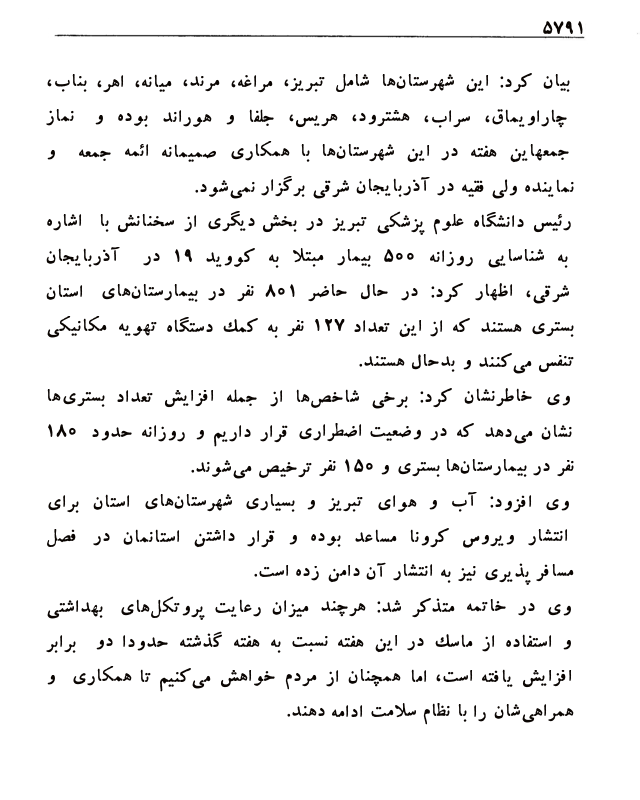 ۵۷۹۱
بیان کرد: این شهرستان‌ها شامل تبریز، مراغه، مرند، میانه، اهر، بناب،
چاراویماق، سراب، هشترود، هریس، جلفا و هوراند بوده و نماز
جمعهاین هفته در این شهرستان‌ها با همکاری صمیمانه ائمه جمعه و
نماینده ولی فقیه در آذربایجان شرقی برگزار نمی‌شود.
رئیس دانشگاه علوم پزشکی تبریز در بخش دیگری از سخنانش با اشاره
به شناسایی روزانه ۵۰۰ بیمار مبتلا به کووید ۱۹ در آذربایجان
شرقی، اظهار کرد: در حال حاضر ۸۰۱ نفر در بیمارستان‌های استان
بستری هستند که از این تعداد ۱۲۷ نفر به کمك دستگاه تهویه مکانیکی
تنفس می‌کنند و بدحال هستند.
وی خاطرنشان کرد: برخی شاخص‌ها از جمله افزایش تعداد بستری‌ها
نشان می‌دهد که در وضعیت اضطراری قرار داریم و روزانه حدود ۱۸۰
نفر در بیمارستان‌ها بستری و ۱۵۰ نفر ترخیص می‌شوند.
وی افزود: آب و هوای تبریز و بسیاری شهرستان‌های استان برای
انتشار ویروس کرونا مساعد بوده و قرار داشتن استانمان در فصل
مسافر پذیری نیز به انتشار آن دامن زده است.
وی در خاتمه متذکر شد: هرچند میزان رعایت پروتکل‌های بهداشتی
و استفاده از ماسك در این هفته نسبت به هفته گذشته حدودا دو برابر
افزایش یافته است، اما همچنان از مردم خواهش می‌کنیم تا همکاری و
همراهی‌شان را با نظام سلامت ادامه دهند.